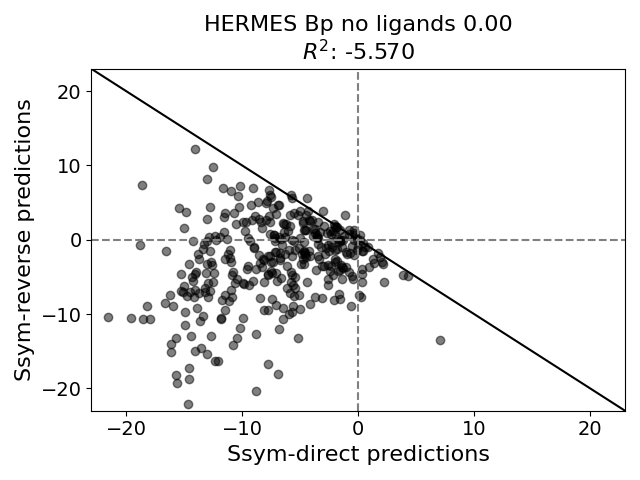 HERMES Bp no ligands 0.00
R²: -5.570
Ssym-reverse predictions
20
10
0
−10
−20
−20 −10 0 10 20
Ssym-direct predictions